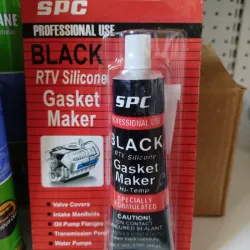 SPC
PROFESSIONAL USE
BLACK
RTV Silicone
Gasket
Maker
• Valve Covers
• Intake Manifolds
• Oil Pump Flanges
• Transmission Pans
• Water Pumps
SPC
PROFESSIONAL USE
BLACK
RTV Silicone
Gasket
Maker
Hi-Temp
SPECIALLY
FORMULATED
CAUTION!